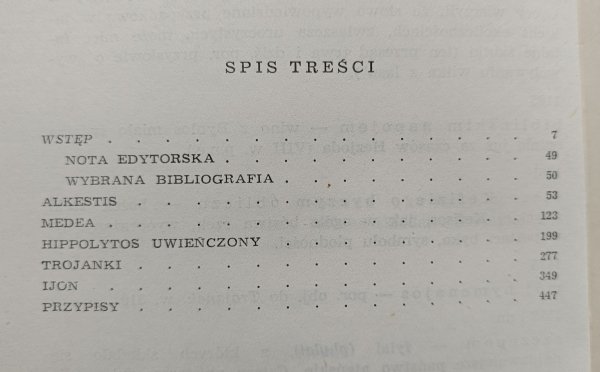 SPIS TREŚCI
WSTĘP . . . . . . . . . . . . . . . 7
NOTA EDYTORSKA . . . . . . . . . . 49
WYBRANA BIBLIOGRAFIA . . . . . . . . 50
ALKESTIS . . . . . . . . . . . . . . 53
MEDEA . . . . . . . . . . . . . . . 123
HIPPOLYTOS UWIEŃCZONY . . . . . . . . 199
TROJANKI . . . . . . . . . . . . . . 277
IJON . . . . . . . . . . . . . . . 349
PRZYPISY . . . . . . . . . . . . . . 447